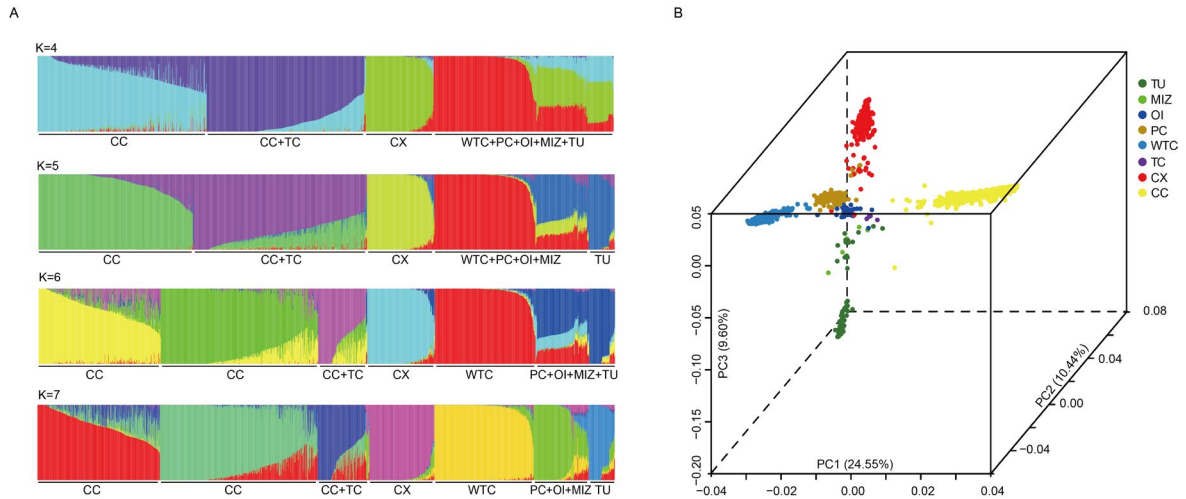 A
K=4
CC
CC+TC
CX
WTC+PC+OI+MIZ+TU
K=5
CC
CC+TC
CX
WTC+PC+OI+MIZ
TU
K=6
CC
CC
CC+TC
CX
WTC
PC+OI+MIZ+TU
K=7
CC
CC
CC+TC
CX
WTC
PC+OI+MIZ
TU
B
TU
MIZ
OI
PC
WTC
TC
CX
CC
0.05
0.00
−0.05
−0.10
−0.15
−0.20
PC3 (9.60%)
−0.04
−0.02
0.00
0.02
0.04
PC1 (24.55%)
−0.04
0.00
0.04
0.08
PC2 (10.44%)